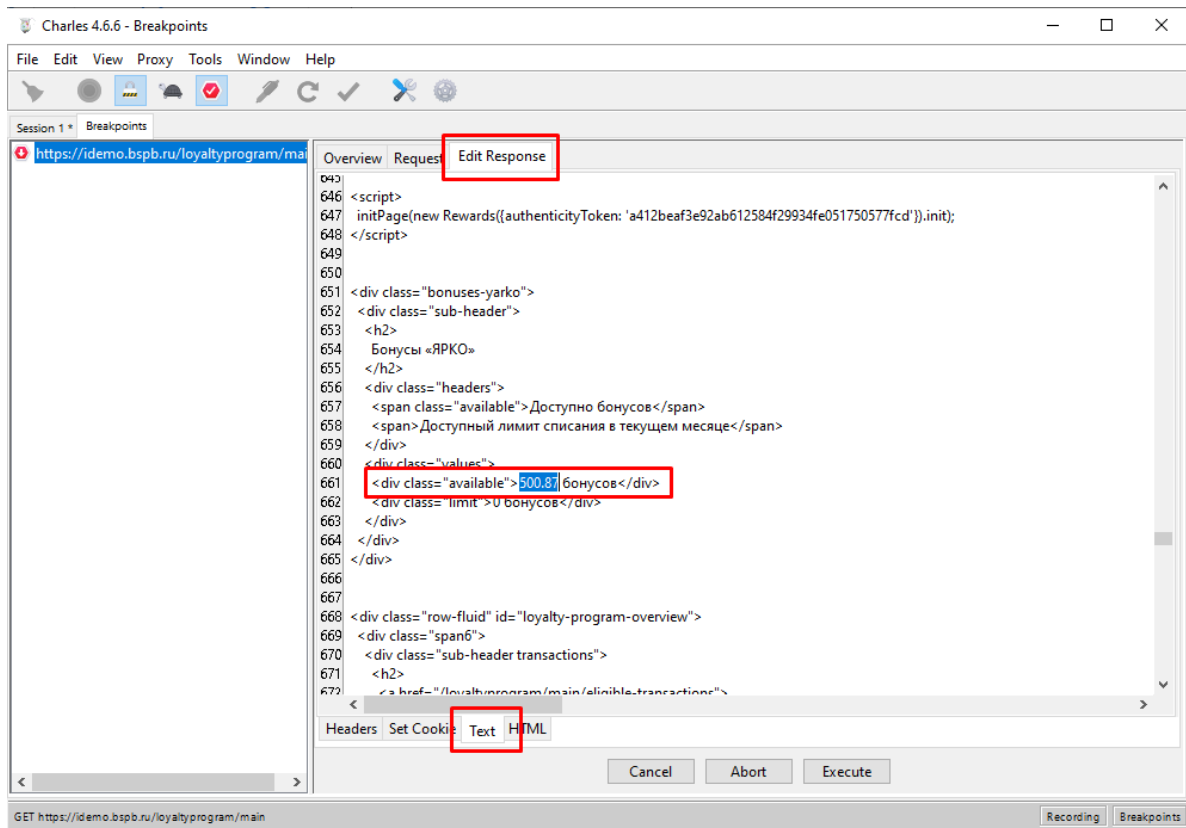 Charles 4.6.6 - Breakpoints
File Edit View Proxy Tools Window Help
Session 1 * Breakpoints
https://idemo.bspb.ru/loyaltyprogram/mai
Overview Request Edit Response
645
646 <script>
647 initPage(new Rewards({authenticityToken: 'a412beaf3e92ab612584f29934fe051750577fcd'}).init);
648 </script>
649
650
651 <div class="bonuses-yarko">
652 <div class="sub-header">
653 <h2>
654 Бонусы «ЯРКО»
655 </h2>
656 <div class="headers">
657 <span class="available">Доступно бонусов</span>
658 <span>Доступный лимит списания в текущем месяце</span>
659 </div>
660 <div class="values">
661 <div class="available">500.87 бонусов</div>
662 <div class="limit">0 бонусов</div>
663 </div>
664 </div>
665 </div>
666
667
668 <div class="row-fluid" id="loyalty-program-overview">
669 <div class="span6">
670 <div class="sub-header transactions">
671 <h2>
672 <a href="/loyaltyprogram/main/eligible-transactions">
Headers Set Cookie Text HTML
Cancel Abort Execute
GET https://idemo.bspb.ru/loyaltyprogram/main Recording Breakpoints